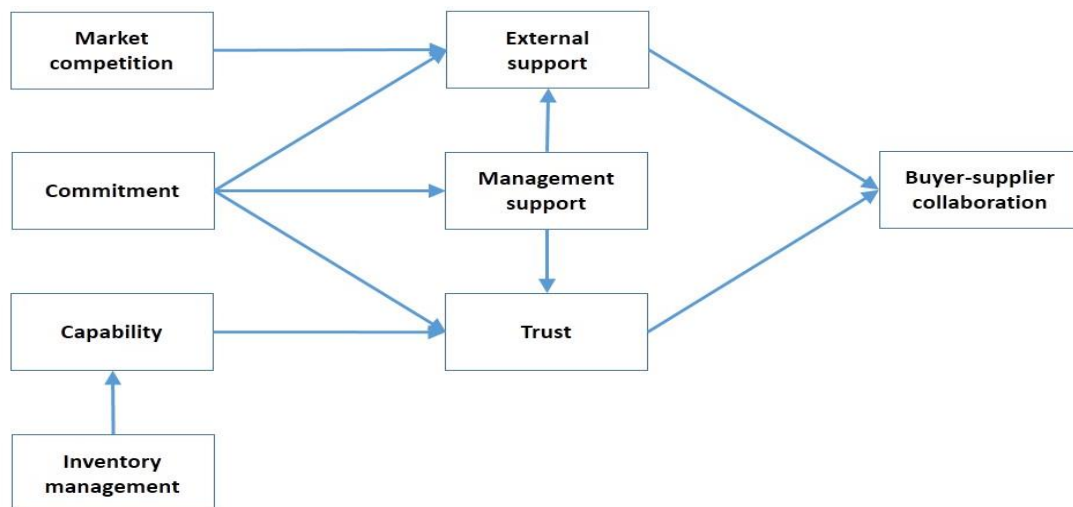 Market
competition
External
support
Commitment
Management
support
Buyer-supplier
collaboration
Capability
Trust
Inventory
management